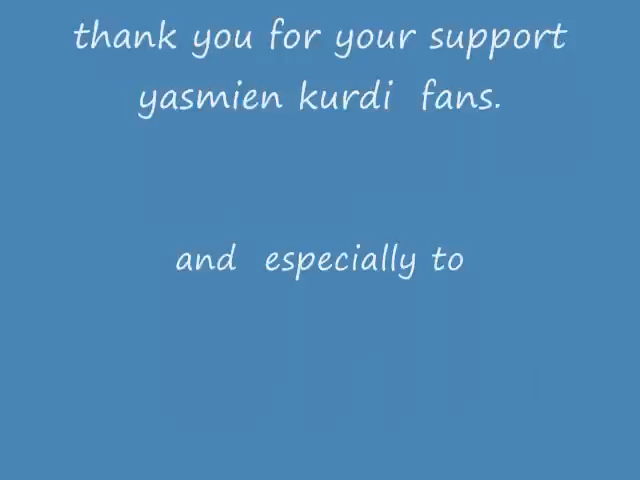 thank you for your support
yasmien kurdi fans.
and especially to